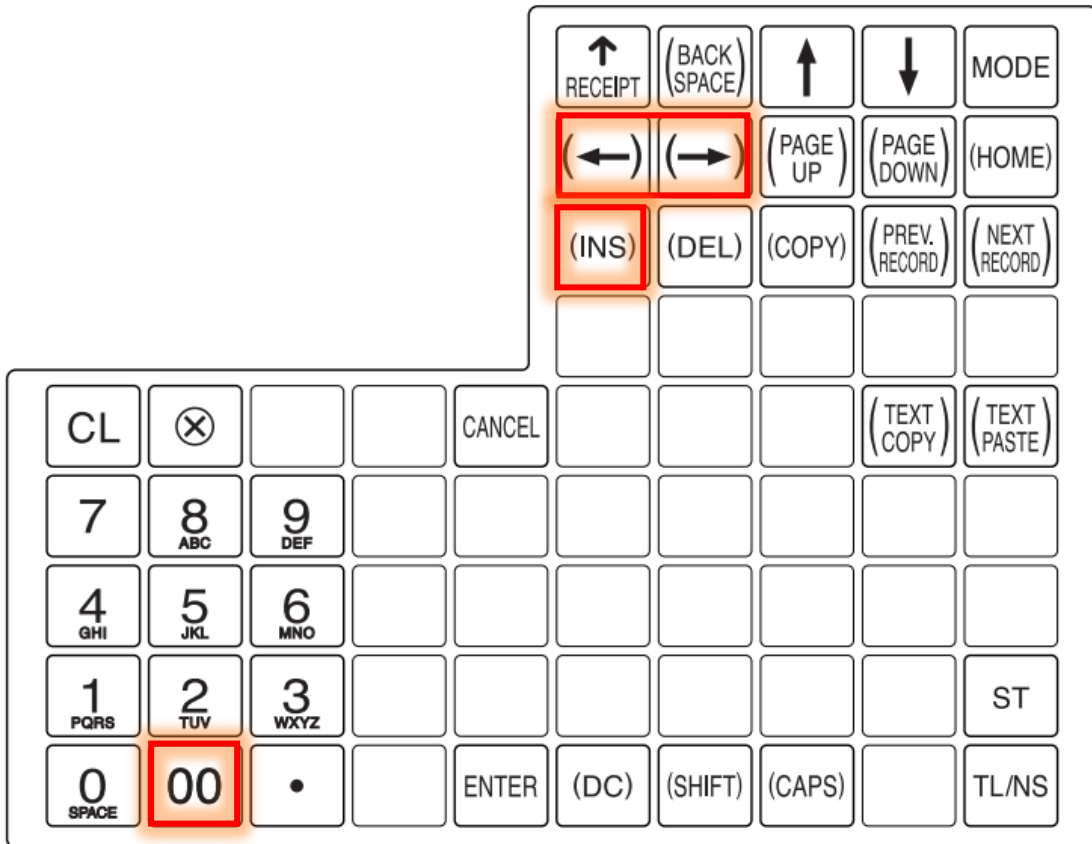 ↑ RECEIPT (BACK SPACE) ↑ ↓ MODE
(←) (→) (PAGE UP) (PAGE DOWN) (HOME)
(INS) (DEL) (COPY) (PREV. RECORD) (NEXT RECORD)
CL ⊗ CANCEL (TEXT COPY) (TEXT PASTE)
7 8 ABC 9 DEF
4 GHI 5 JKL 6 MNO
1 PQRS 2 TUV 3 WXYZ ST
0 SPACE 00 • ENTER (DC) (SHIFT) (CAPS) TL/NS